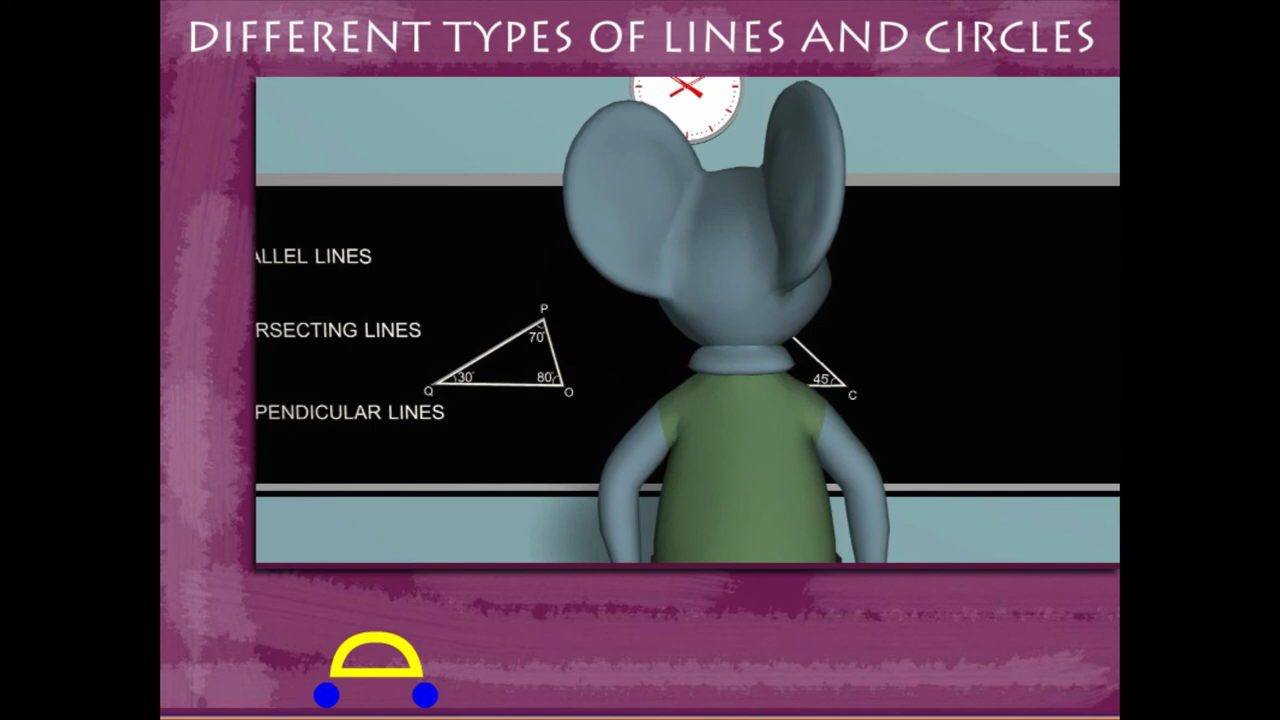 DIFFERENT TYPES OF LINES AND CIRCLES
ALLEL LINES
RSECTING LINES
PENDICULAR LINES
P
70°
Q
30°
80°
O
45°
C